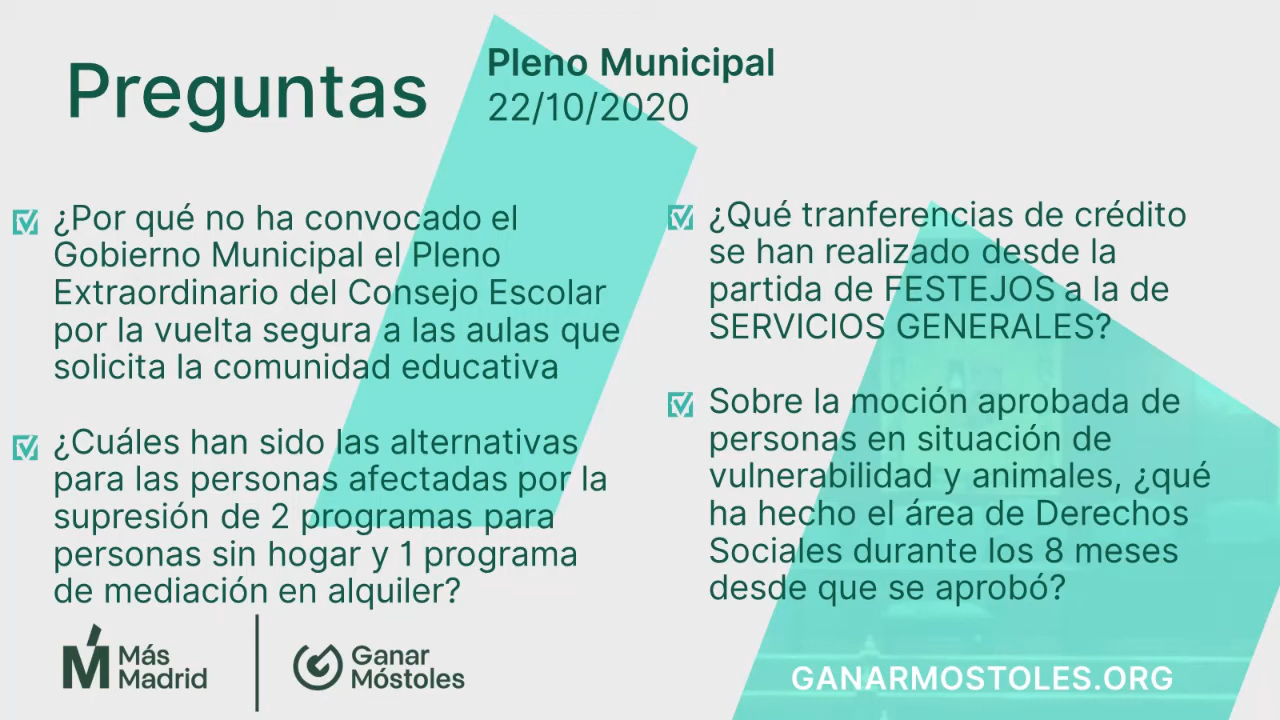 Preguntas
Pleno Municipal
22/10/2020
¿Por qué no ha convocado el
Gobierno Municipal el Pleno
Extraordinario del Consejo Escolar
por la vuelta segura a las aulas que
solicita la comunidad educativa
¿Cuáles han sido las alternativas
para las personas afectadas por la
supresión de 2 programas para
personas sin hogar y 1 programa
de mediación en alquiler?
¿Qué tranferencias de crédito
se han realizado desde la
partida de FESTEJOS a la de
SERVICIOS GENERALES?
Sobre la moción aprobada de
personas en situación de
vulnerabilidad y animales, ¿qué
ha hecho el área de Derechos
Sociales durante los 8 meses
desde que se aprobó?
M Más
Madrid
Ganar
Móstoles
GANARMOSTOLES.ORG